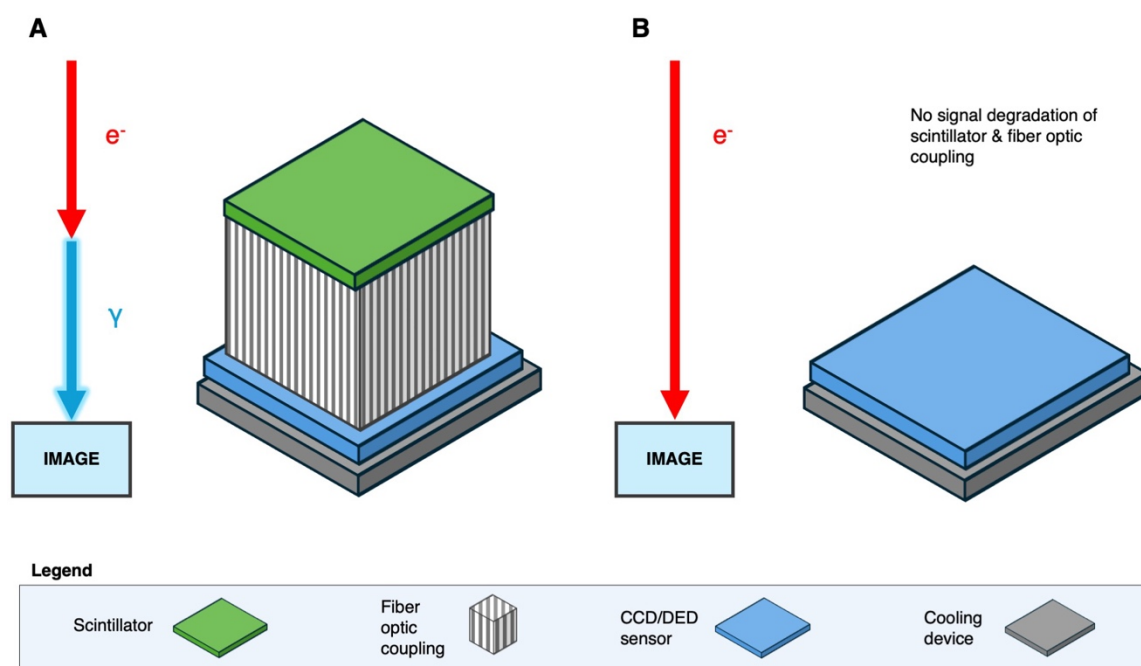 A
e-
γ
IMAGE
B
e-
No signal degradation of
scintillator & fiber optic
coupling
IMAGE
Legend
Scintillator
Fiber
optic
coupling
CCD/DED
sensor
Cooling
device